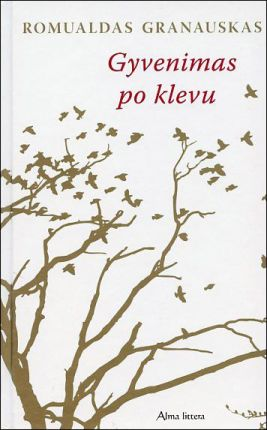 ROMUALDAS GRANAUSKAS
Gyvenimas
po klevu
Alma littera